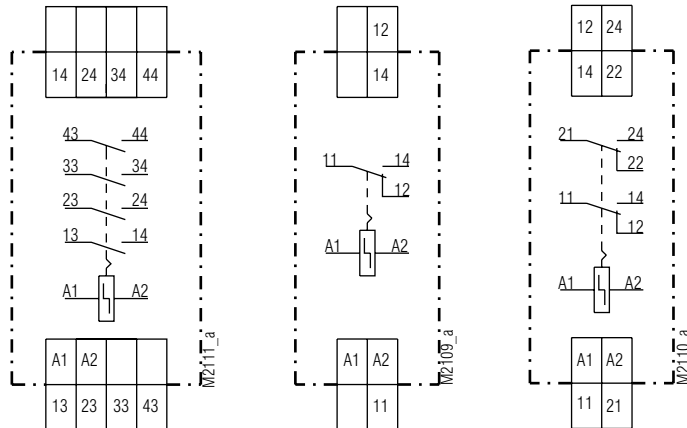 14 24 34 44
43 44
33 34
23 24
13 14
A1 A2
A1 A2
13 23 33 43
M2111_a
12
14
11 14
12
A1 A2
A1 A2
11
M2109_a
12 24
14 22
21 24
22
11 14
12
A1 A2
A1 A2
11 21
M2110_a